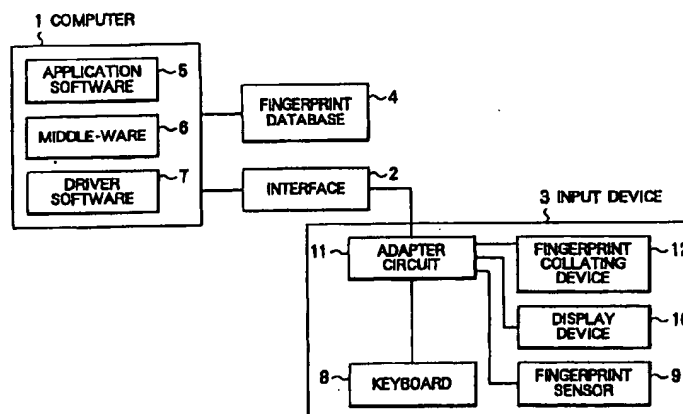 1 COMPUTER
APPLICATION
SOFTWARE
5
MIDDLE-WARE
6
DRIVER
SOFTWARE
7
FINGERPRINT
DATABASE
4
INTERFACE
2
3 INPUT DEVICE
11
ADAPTER
CIRCUIT
FINGERPRINT
COLLATING
DEVICE
12
DISPLAY
DEVICE
10
8
KEYBOARD
FINGERPRINT
SENSOR
9